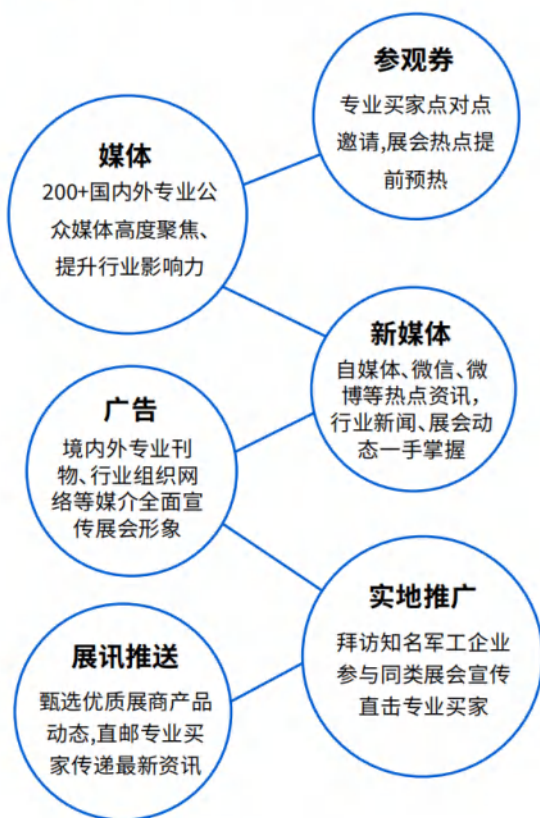 参观券
专业买家点对点
邀请,展会热点提
前预热
媒体
200+国内外专业公
众媒体高度聚焦、
提升行业影响力
新媒体
自媒体、微信、微
博等热点资讯，
行业新闻、展会动
态一手掌握
广告
境内外专业刊
物、行业组织网
络等媒介全面宣
传展会形象
实地推广
拜访知名军工企业
参与同类展会宣传
直击专业买家
展讯推送
甄选优质展商产品
动态,直邮专业买
家传递最新资讯